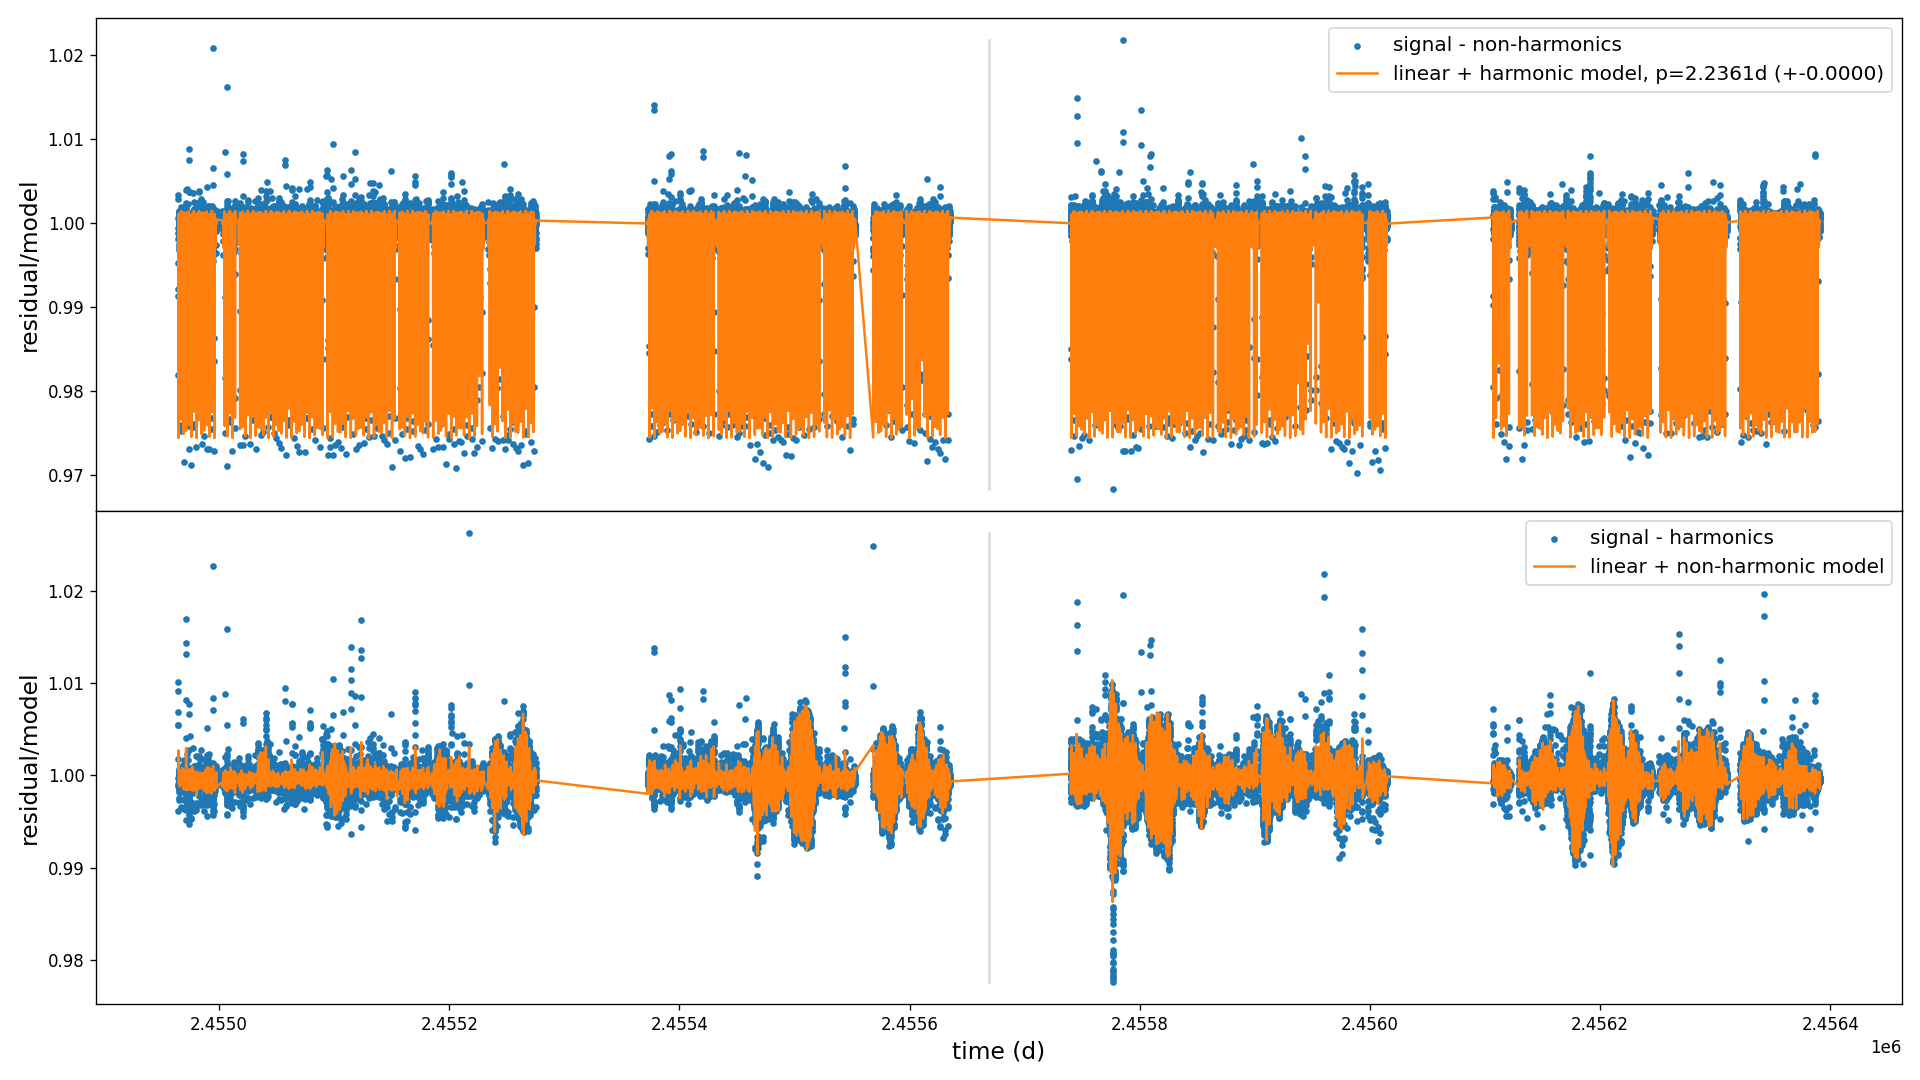 signal - non-harmonics
linear + harmonic model, p=2.2361d (+-0.0000)
1.02
1.01
1.00
0.99
0.98
0.97
residual/model
signal - harmonics
linear + non-harmonic model
1.02
1.01
1.00
0.99
0.98
residual/model
2.4550 2.4552 2.4554 2.4556 2.4558 2.4560 2.4562 2.4564
1e6
time (d)